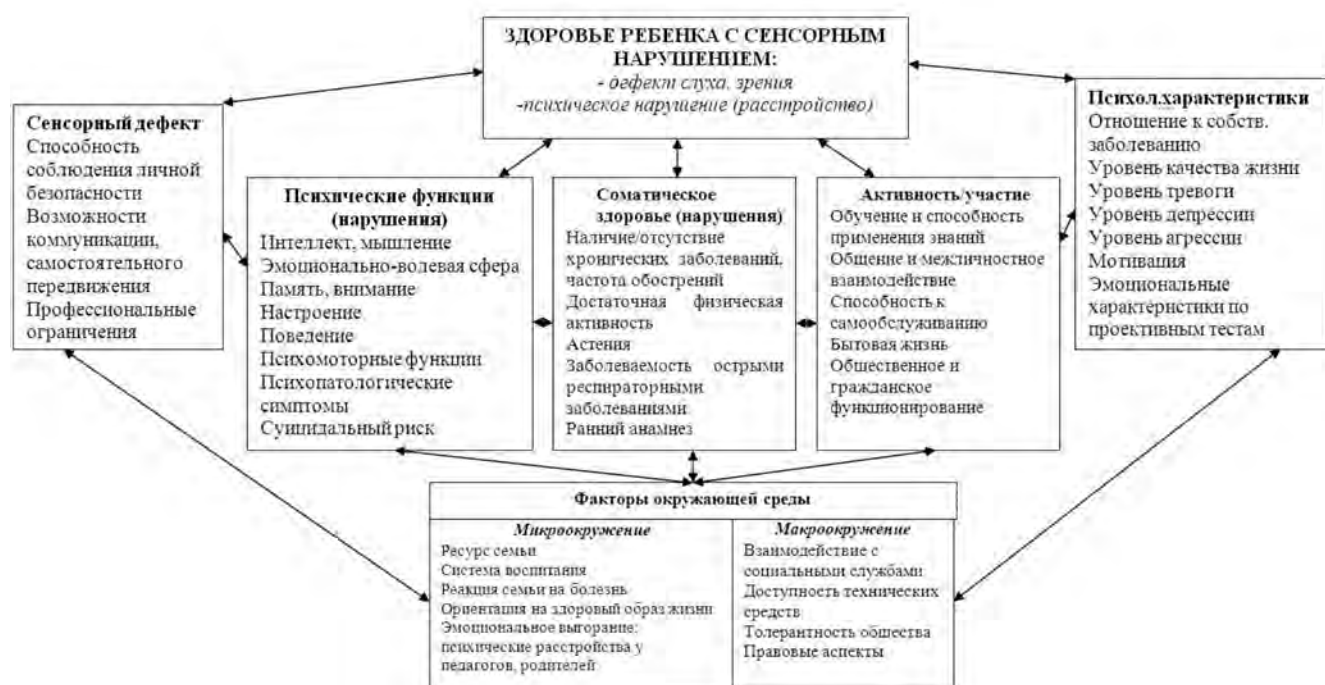 ЗДОРОВЬЕ РЕБЕНКА С СЕНСОРНЫМ
НАРУШЕНИЕМ:
- дефект слуха, зрения
-психическое нарушение (расстройство)
Сенсорный дефект
Способность
соблюдения личной
безопасности
Возможности
коммуникации,
самостоятельного
передвижения
Профессиональные
ограничения
Психические функции
(нарушения)
Интеллект, мышление
Эмоционально-волевая сфера
Память, внимание
Настроение
Поведение
Психомоторные функции
Психопатологические
симптомы
Суицидальный риск
Соматическое
здоровье (нарушения)
Наличие/отсутствие
хронических заболеваний,
частота обострений
Достаточная физическая
активность
Астения
Заболеваемость острыми
респираторными
заболеваниями
Ранний анамнез
Активность/участие
Обучение и способность
применения знаний
Общение и межличностное
взаимодействие
Способность к
самообслуживанию
Бытовая жизнь
Общественное и
гражданское
функционирование
Психол.характеристики
Отношение к собств.
заболеванию
Уровень качества жизни
Уровень тревоги
Уровень депрессии
Уровень агрессии
Мотивация
Эмоциональные
характеристики по
проективным тестам
Факторы окружающей среды
Микроокружение
Ресурс семьи
Система воспитания
Реакция семьи на болезнь
Ориентация на здоровый образ жизни
Эмоциональное выгорание:
психические расстройства у
педагогов, родителей
Макроокружение
Взаимодействие с
социальными службами
Доступность технических
средств
Толерантность общества
Правовые аспекты